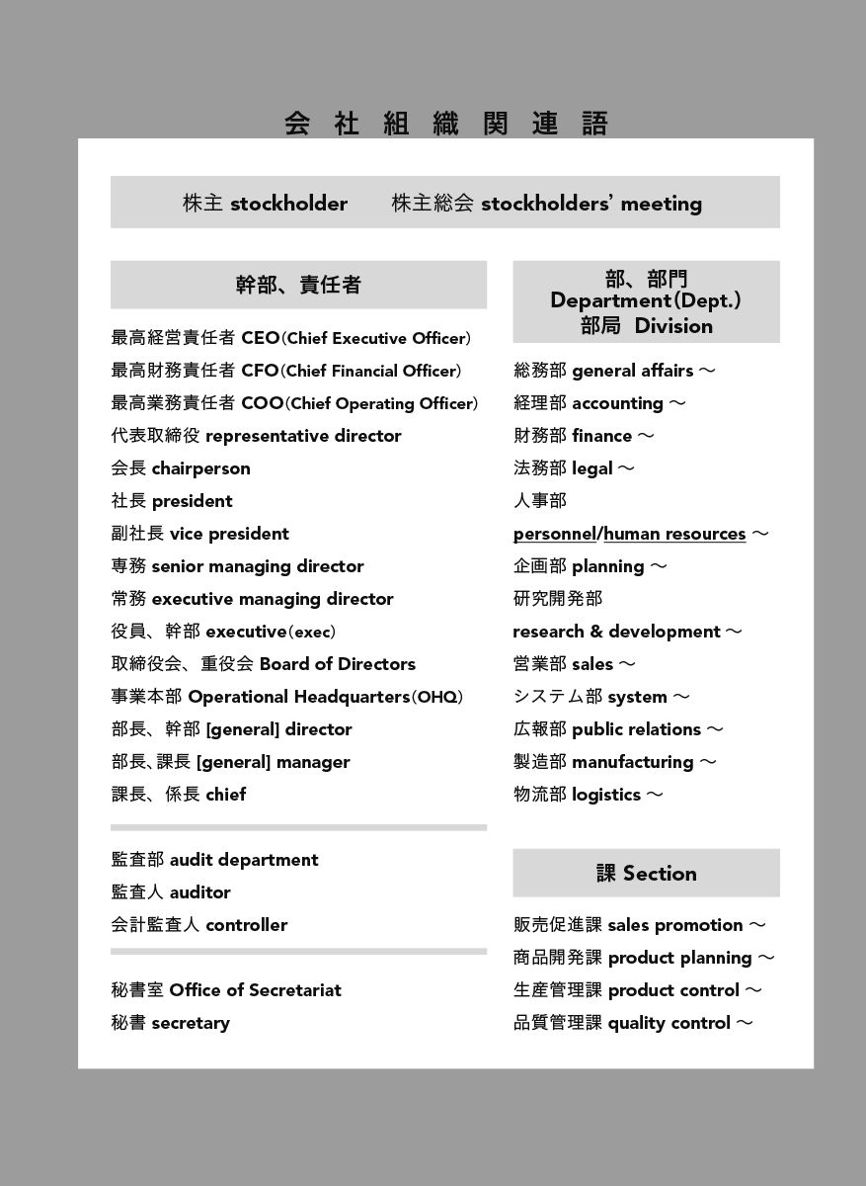 会社組織関連語
株主 stockholder 株主総会 stockholders’ meeting
幹部、責任者
最高経営責任者 CEO(Chief Executive Officer)
最高財務責任者 CFO(Chief Financial Officer)
最高業務責任者 COO(Chief Operating Officer)
代表取締役 representative director
会長 chairperson
社長 president
副社長 vice president
専務 senior managing director
常務 executive managing director
役員、幹部 executive(exec)
取締役会、重役会 Board of Directors
事業本部 Operational Headquarters(OHQ)
部長、幹部 [general] director
部長、課長 [general] manager
課長、係長 chief
監査部 audit department
監査人 auditor
会計監査人 controller
秘書室 Office of Secretariat
秘書 secretary
部、部門
Department(Dept.)
部局 Division
総務部 general affairs ～
経理部 accounting ～
財務部 finance ～
法務部 legal ～
人事部
personnel/human resources ～
企画部 planning ～
研究開発部
research & development ～
営業部 sales ～
システム部 system ～
広報部 public relations ～
製造部 manufacturing ～
物流部 logistics ～
課 Section
販売促進課 sales promotion ～
商品開発課 product planning ～
生産管理課 product control ～
品質管理課 quality control ～